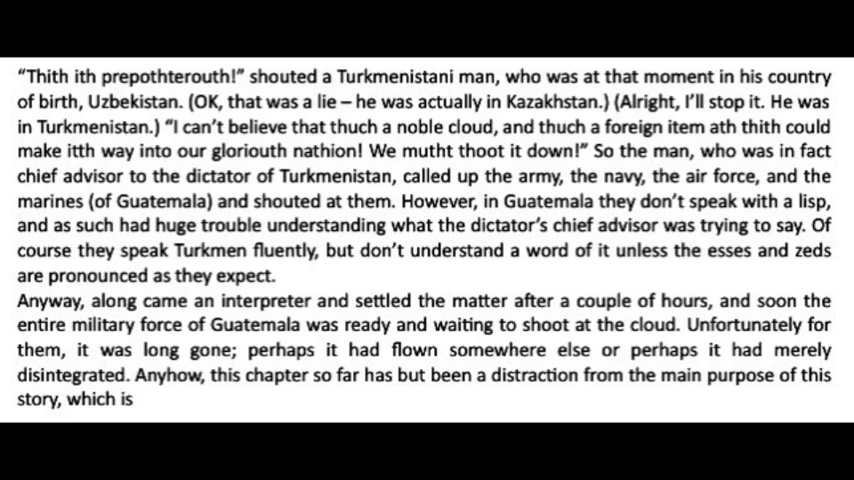 “Thith ith prepothterouth!” shouted a Turkmenistani man, who was at that moment in his country
of birth, Uzbekistan. (OK, that was a lie – he was actually in Kazakhstan.) (Alright, I’ll stop it. He was
in Turkmenistan.) “I can’t believe that thuch a noble cloud, and thuch a foreign item ath thith could
make itth way into our gloriouth nathion! We mutht thoot it down!” So the man, who was in fact
chief advisor to the dictator of Turkmenistan, called up the army, the navy, the air force, and the
marines (of Guatemala) and shouted at them. However, in Guatemala they don’t speak with a lisp,
and as such had huge trouble understanding what the dictator’s chief advisor was trying to say. Of
course they speak Turkmen fluently, but don’t understand a word of it unless the esses and zeds
are pronounced as they expect.
Anyway, along came an interpreter and settled the matter after a couple of hours, and soon the
entire military force of Guatemala was ready and waiting to shoot at the cloud. Unfortunately for
them, it was long gone; perhaps it had flown somewhere else or perhaps it had merely
disintegrated. Anyhow, this chapter so far has but been a distraction from the main purpose of this
story, which is